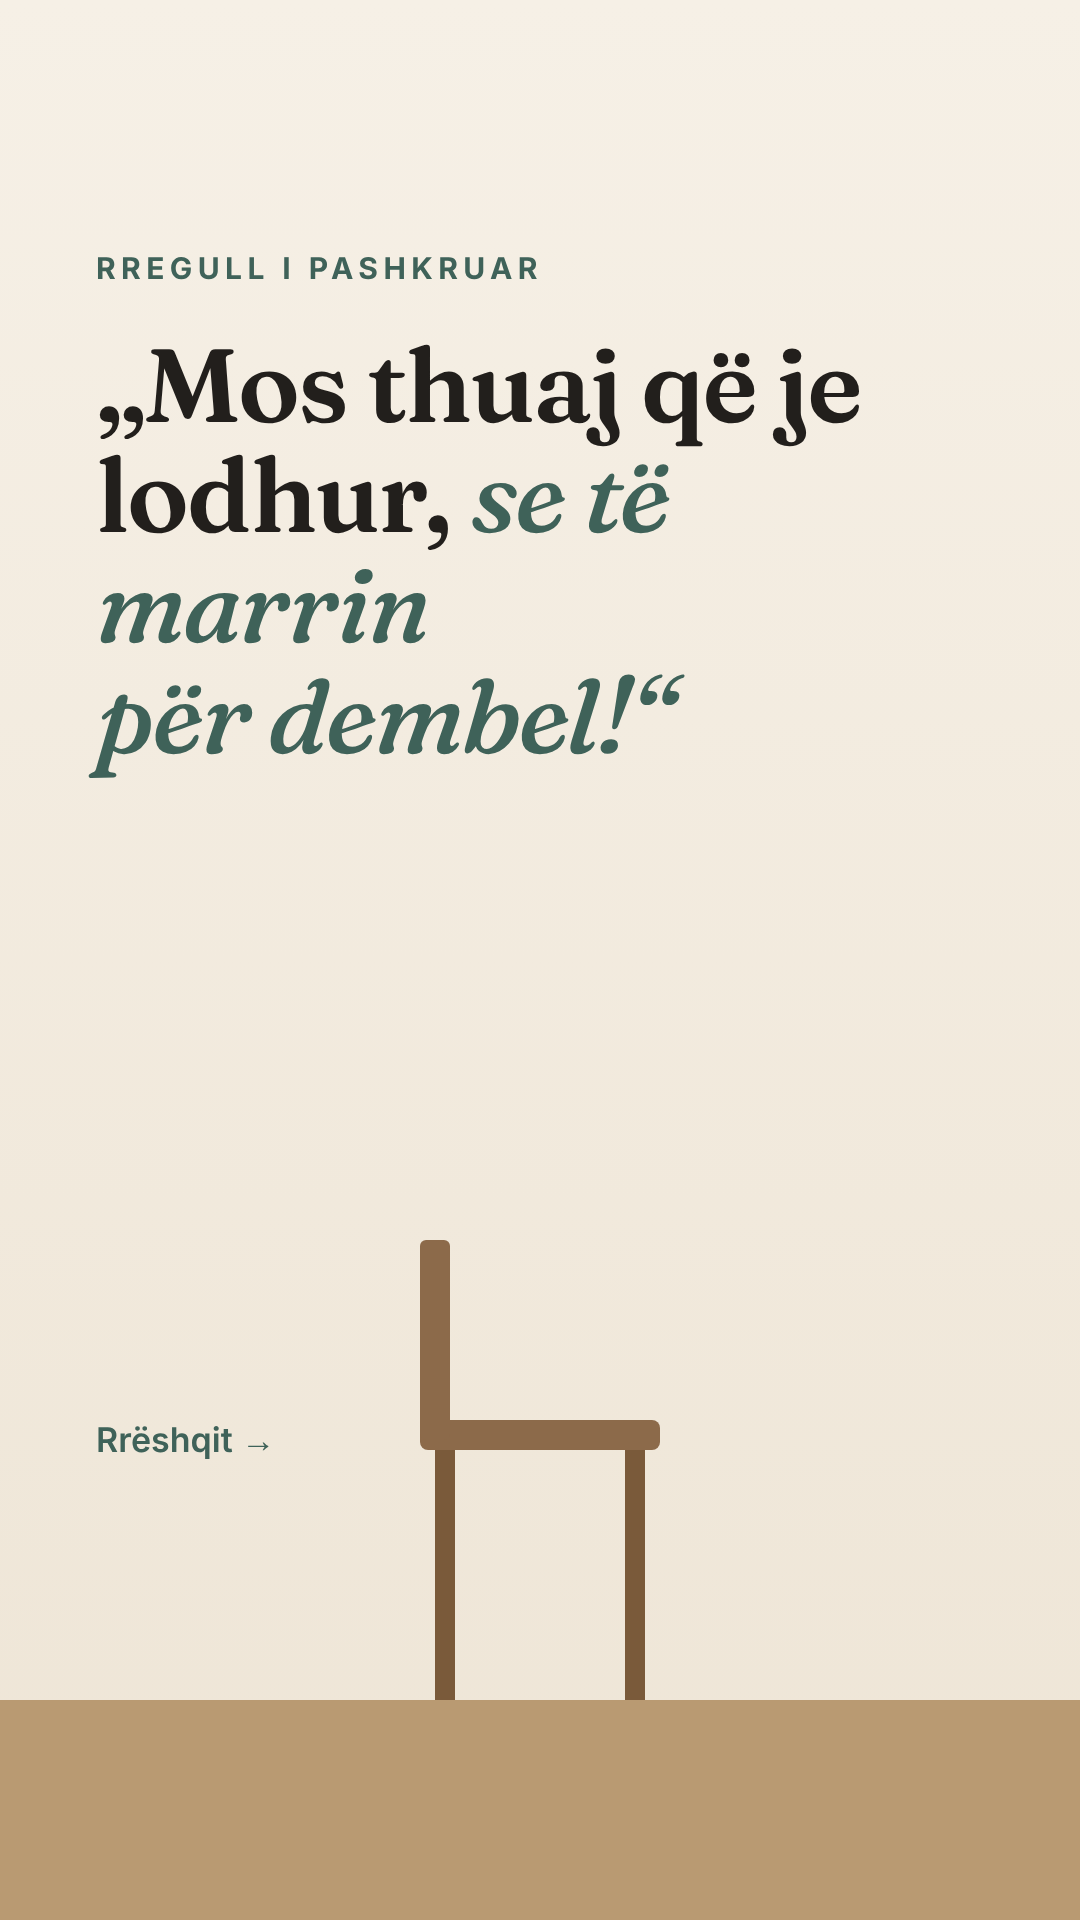 RREGULL I PASHKRUAR
„Mos thuaj që je
lodhur, se të
marrin
për dembel!“
Rrëshqit →